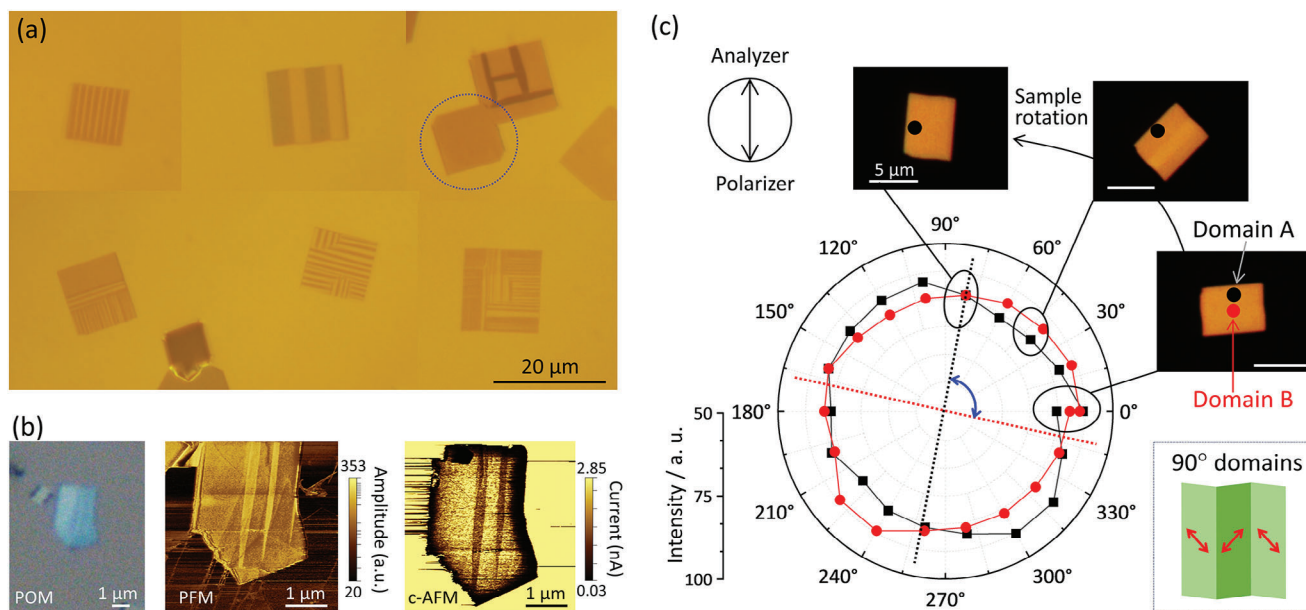 (a)
20 μm
(b)
POM
1 μm
PFM
1 μm
353
Amplitude (a.u.)
20
c-AFM
1 μm
2.85
Current (nA)
0.03
(c)
Analyzer
Polarizer
5 μm
Sample
rotation
Domain A
Domain B
90°
120°
60°
150°
30°
180°
0°
210°
330°
240°
300°
270°
50
75
100
Intensity / a. u.
90° domains